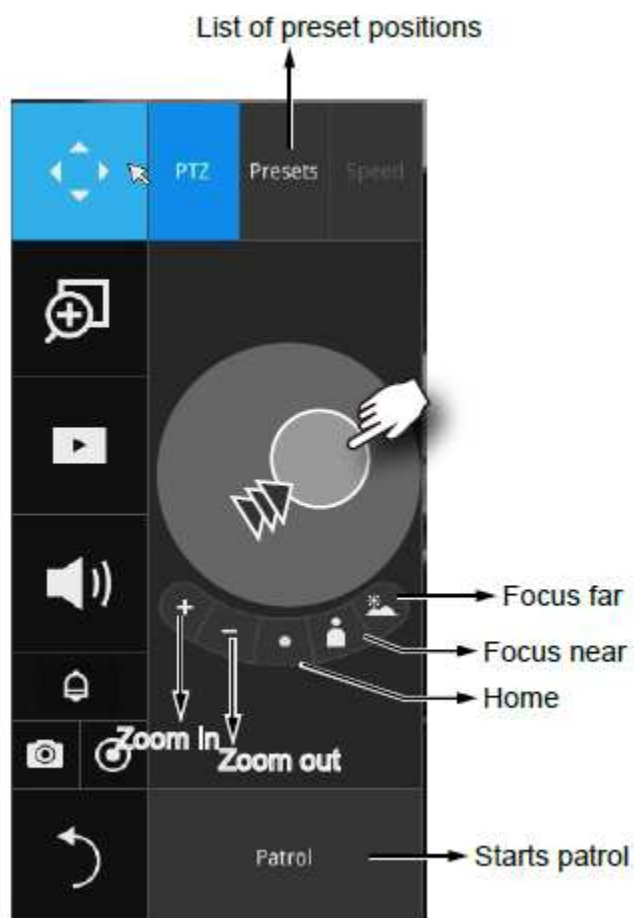 List of preset positions
PTZ
Presets
Speed
Focus far
Focus near
Home
Zoom in
Zoom out
Patrol
Starts patrol